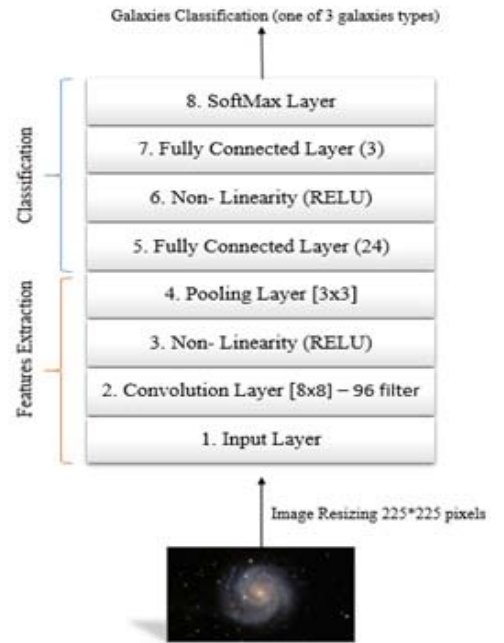 Galaxies Classification (one of 3 galaxies types)
8. SoftMax Layer
7. Fully Connected Layer (3)
6. Non- Linearity (RELU)
5. Fully Connected Layer (24)
Classification
4. Pooling Layer [3x3]
3. Non- Linearity (RELU)
2. Convolution Layer [8x8] – 96 filter
1. Input Layer
Features Extraction
Image Resizing 225*225 pixels